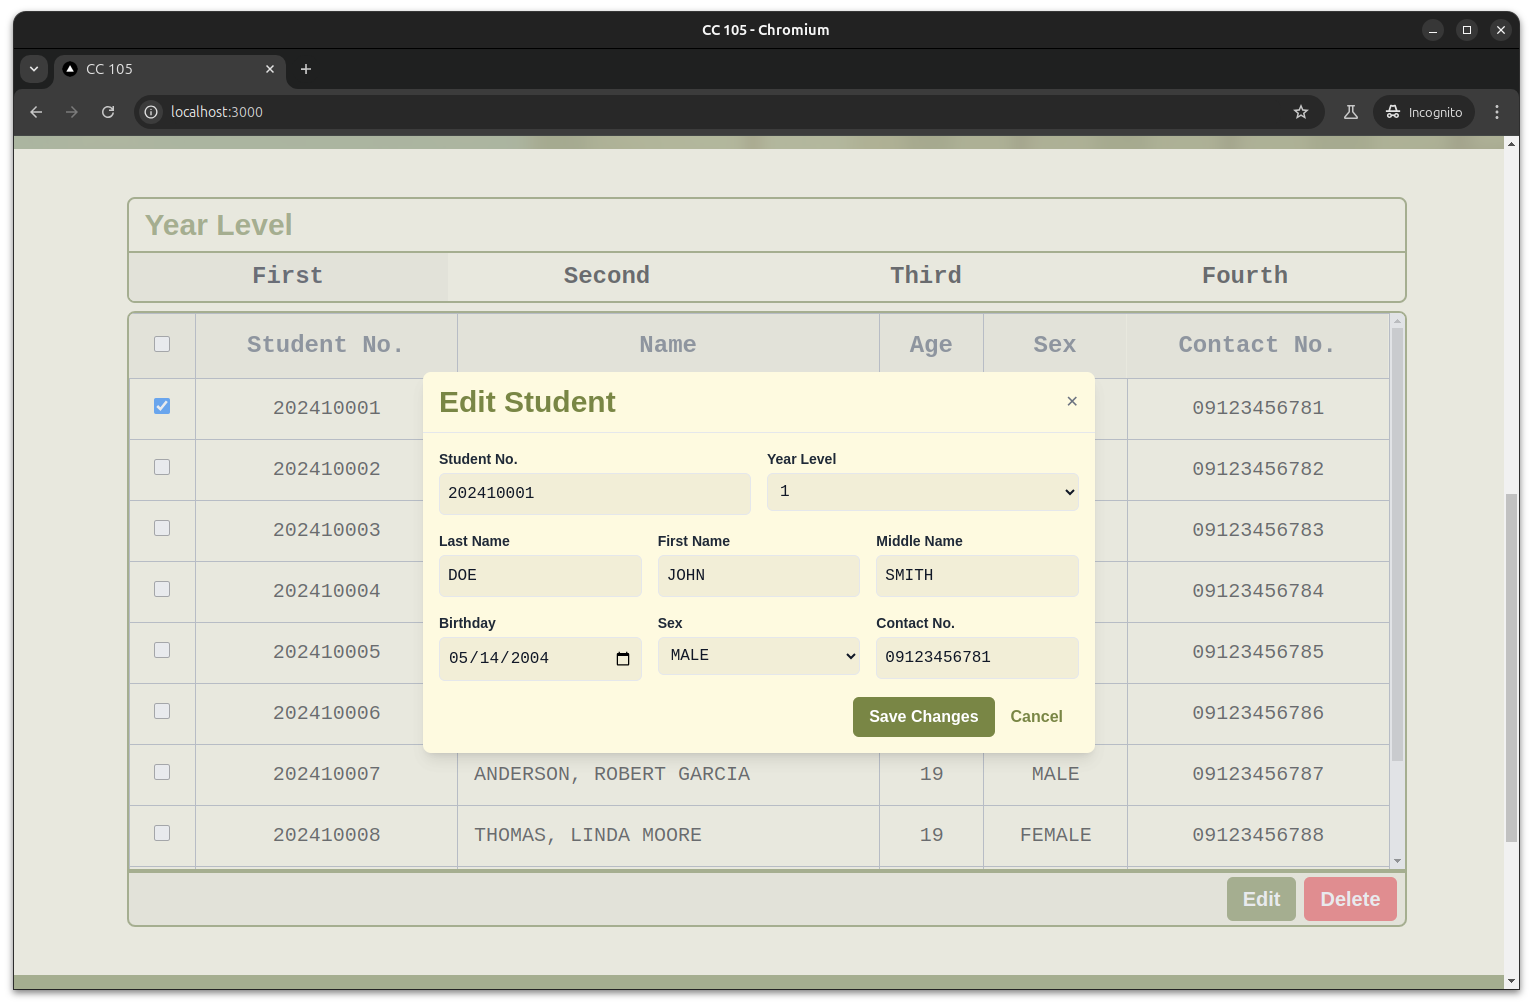 CC 105 - Chromium
CC 105
localhost:3000
Incognito
Year Level
First Second Third Fourth
Student No. Name Age Sex Contact No.
202410001 09123456781
202410002 09123456782
202410003 09123456783
202410004 09123456784
202410005 09123456785
202410006 09123456786
202410007 ANDERSON, ROBERT GARCIA 19 MALE 09123456787
202410008 THOMAS, LINDA MOORE 19 FEMALE 09123456788
Edit Delete
Edit Student ×
Student No. Year Level
202410001 1
Last Name First Name Middle Name
DOE JOHN SMITH
Birthday Sex Contact No.
05/14/2004 MALE 09123456781
Save Changes Cancel